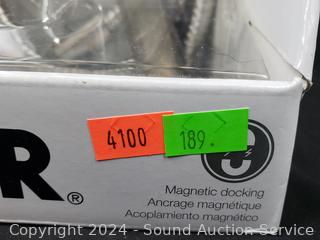 4100
189.
R®
Magnetic docking
Ancrage magnétique
Acoplamiento magnético
Copyright 2024 - Sound Auction Service